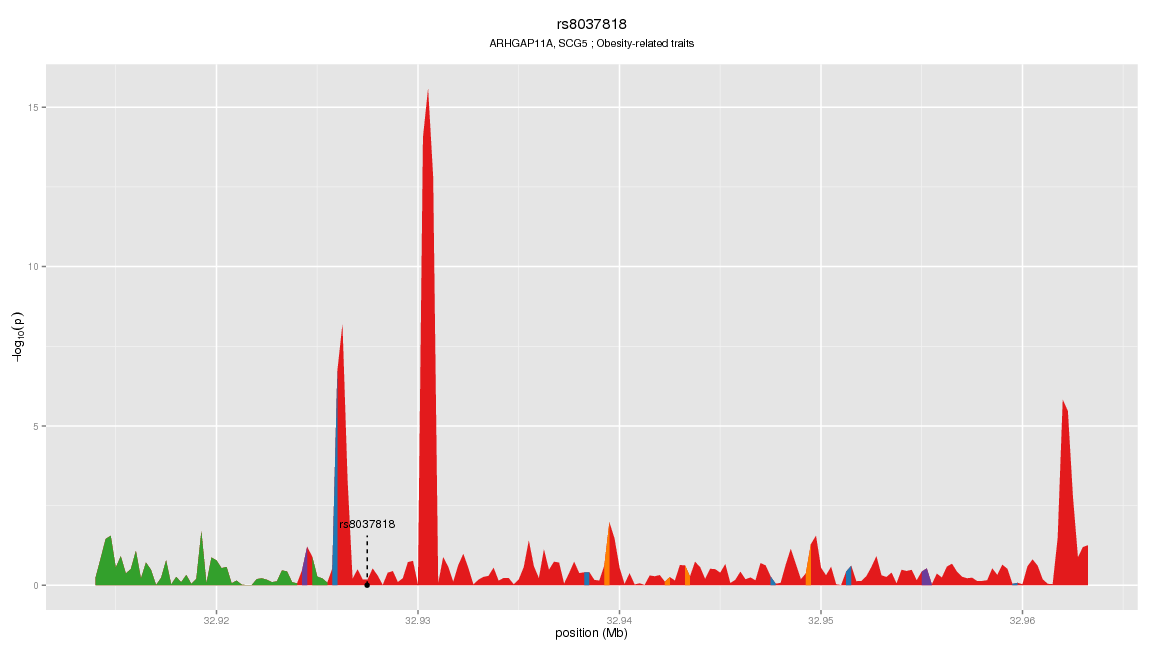 rs8037818
ARHGAP11A, SCG5 ; Obesity-related traits
−log10(p)
15
10
5
0
rs8037818
32.92
32.93
32.94
32.95
32.96
position (Mb)